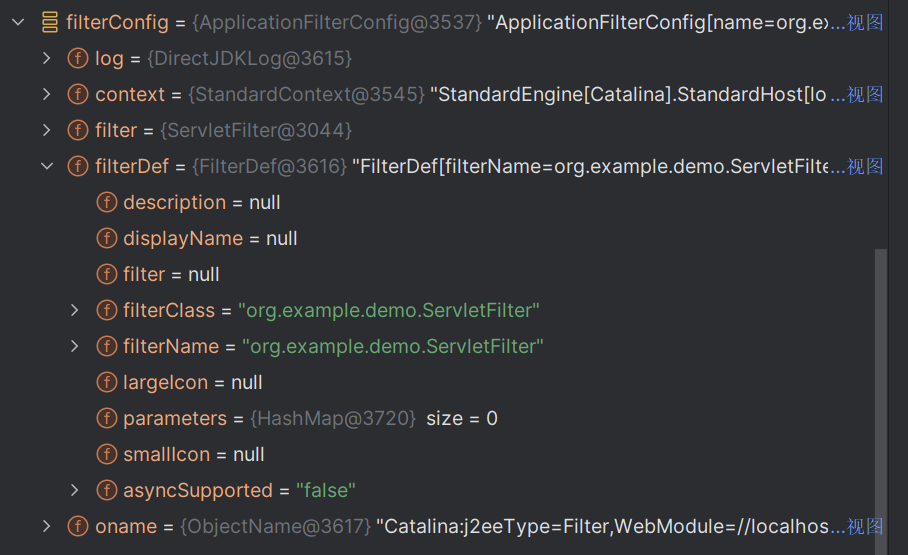 filterConfig = {ApplicationFilterConfig@3537} "ApplicationFilterConfig[name=org.ex...视图
f log = {DirectJDKLog@3615}
f context = {StandardContext@3545} "StandardEngine[Catalina].StandardHost[lo...视图
f filter = {ServletFilter@3044}
f filterDef = {FilterDef@3616} "FilterDef[filterName=org.example.demo.ServletFilte...视图
f description = null
f displayName = null
f filter = null
f filterClass = "org.example.demo.ServletFilter"
f filterName = "org.example.demo.ServletFilter"
f largeIcon = null
f parameters = {HashMap@3720} size = 0
f smallIcon = null
f asyncSupported = "false"
f oname = {ObjectName@3617} "Catalina:j2eeType=Filter,WebModule=//localhos...视图